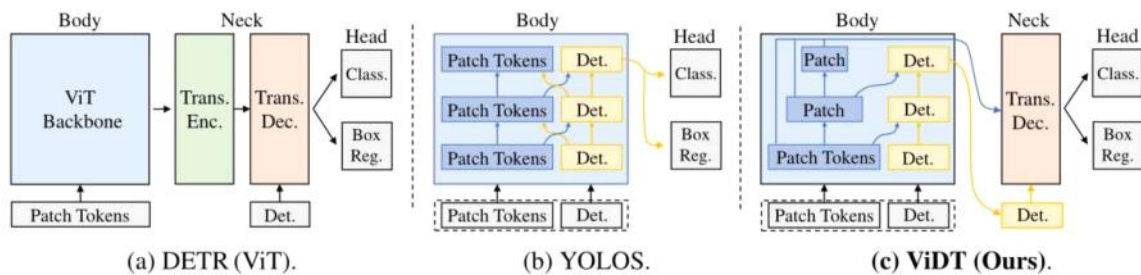 Body
Neck
Head
ViT
Backbone
Trans.
Enc.
Trans.
Dec.
Class.
Box
Reg.
Patch Tokens
Det.
(a) DETR (ViT).
Body
Head
Patch Tokens
Det.
Class.
Patch Tokens
Det.
Patch Tokens
Det.
Box
Reg.
Patch Tokens
Det.
(b) YOLOS.
Body
Neck
Head
Patch
Det.
Class.
Patch
Det.
Trans.
Dec.
Patch Tokens
Det.
Box
Reg.
Patch Tokens
Det.
Det.
(c) ViDT (Ours).